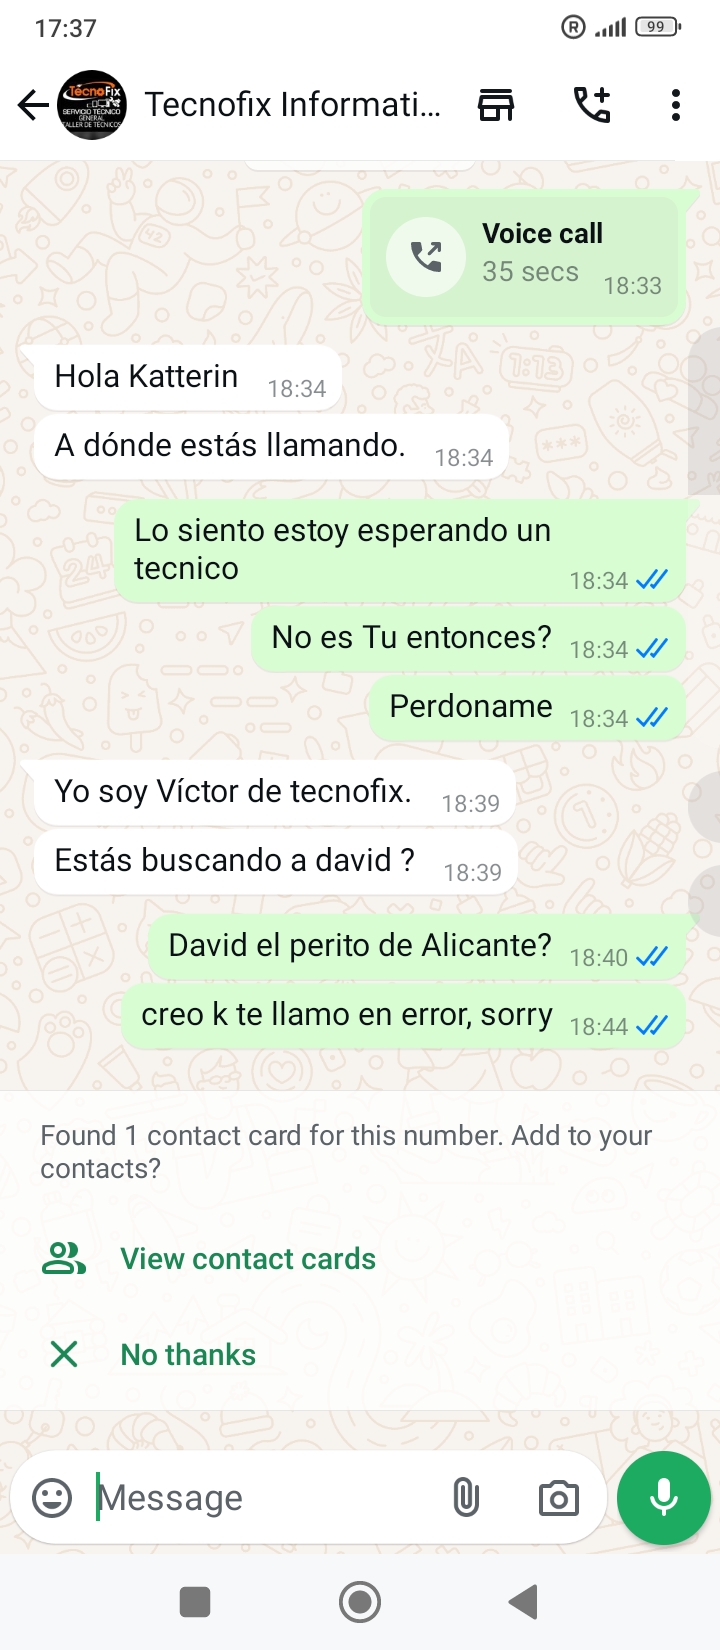 17:37
R
99
TécnoFix
SERVICIO TECNICO
GENERAL
TALLER DE TECNICOS
Tecnofix Informati...
Voice call
35 secs
18:33
Hola Katterin 18:34
A dónde estás llamando. 18:34
Lo siento estoy esperando un
tecnico 18:34
No es Tu entonces? 18:34
Perdoname 18:34
Yo soy Víctor de tecnofix. 18:39
Estás buscando a david ? 18:39
David el perito de Alicante? 18:40
creo k te llamo en error, sorry 18:44
Found 1 contact card for this number. Add to your
contacts?
View contact cards
No thanks
Message